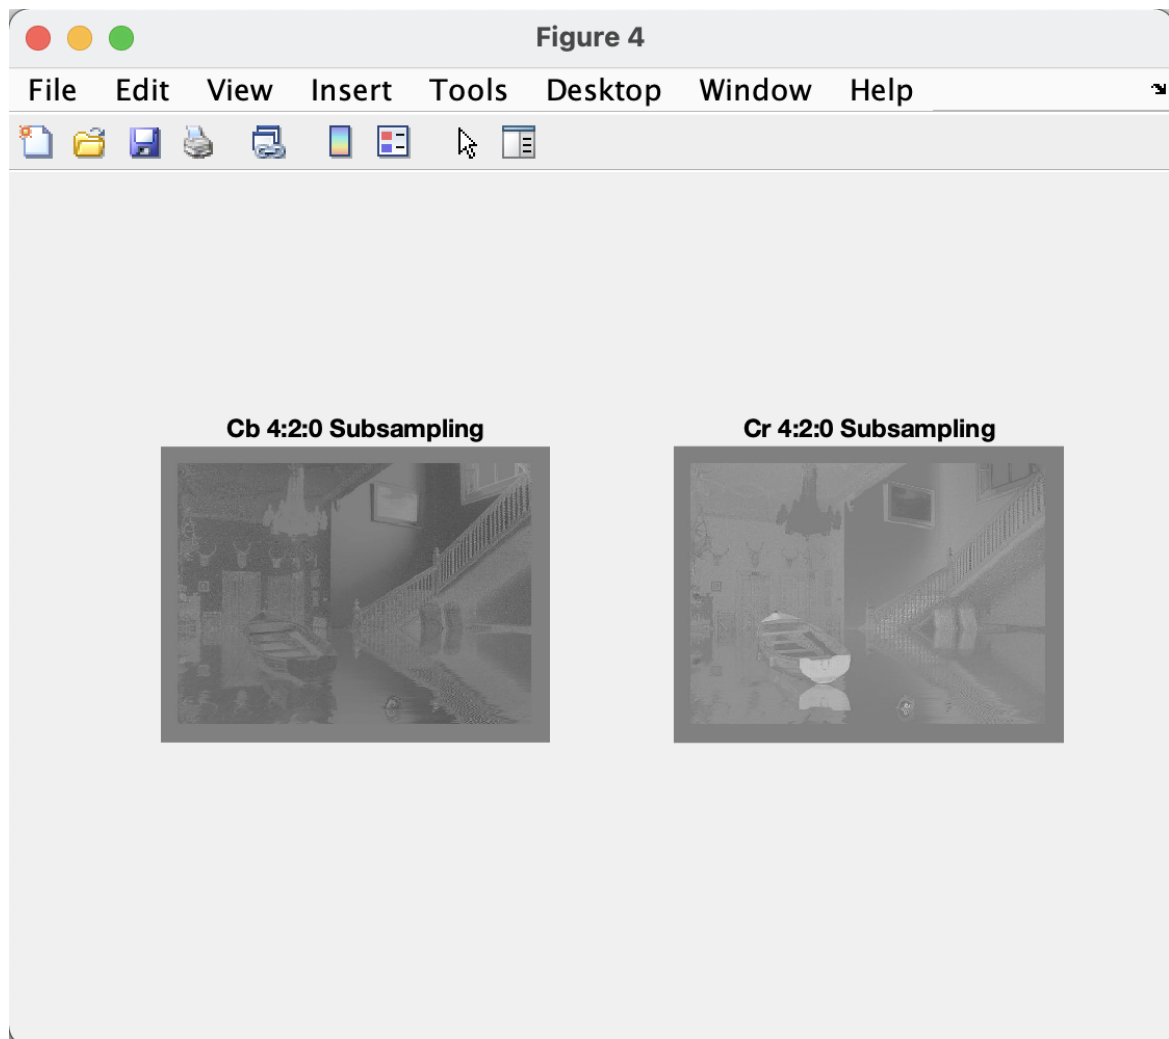 Figure 4
File Edit View Insert Tools Desktop Window Help
Cb 4:2:0 Subsampling
Cr 4:2:0 Subsampling